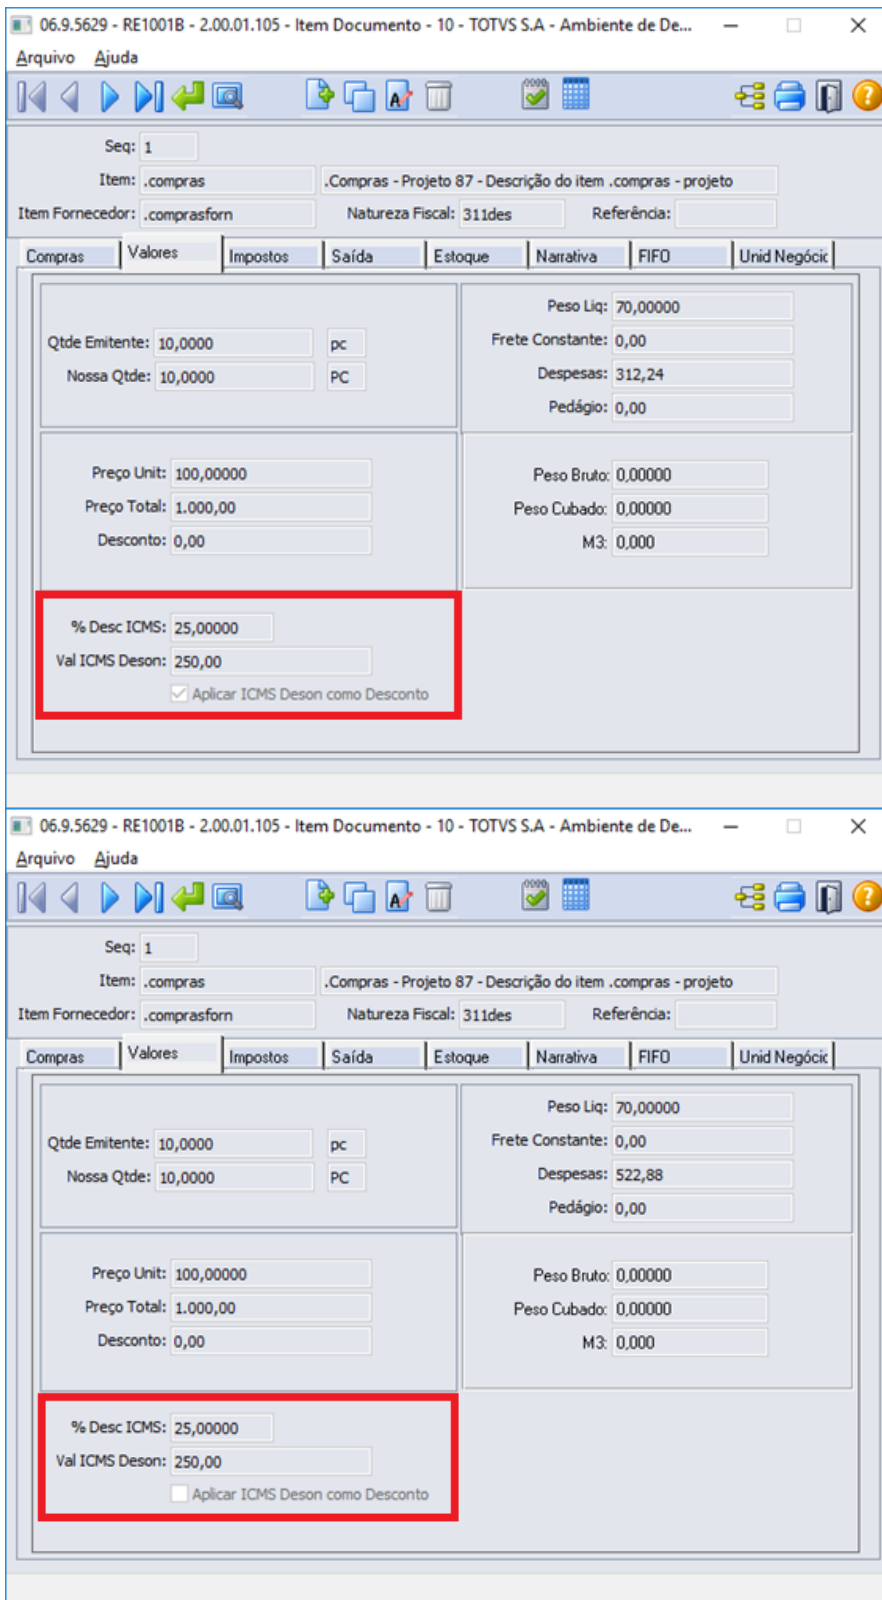 06.9.5629 - RE1001B - 2.00.01.105 - Item Documento - 10 - TOTVS S.A - Ambiente de De...
Arquivo Ajuda
Seq: 1
Item: .compras .Compras - Projeto 87 - Descrição do item .compras - projeto
Item Fornecedor: .comprasforn Natureza Fiscal: 311des Referência:
Compras Valores Impostos Saída Estoque Narrativa FIFO Unid Negócic
Peso Liq: 70,00000
Qtde Emitente: 10,0000 pc Frete Constante: 0,00
Nossa Qtde: 10,0000 PC Despesas: 312,24
Pedágio: 0,00
Preço Unit: 100,00000 Peso Bruto: 0,00000
Preço Total: 1.000,00 Peso Cubado: 0,00000
Desconto: 0,00 M3: 0,000
% Desc ICMS: 25,00000
Val ICMS Deson: 250,00
Aplicar ICMS Deson como Desconto
06.9.5629 - RE1001B - 2.00.01.105 - Item Documento - 10 - TOTVS S.A - Ambiente de De...
Arquivo Ajuda
Seq: 1
Item: .compras .Compras - Projeto 87 - Descrição do item .compras - projeto
Item Fornecedor: .comprasforn Natureza Fiscal: 311des Referência:
Compras Valores Impostos Saída Estoque Narrativa FIFO Unid Negócic
Peso Liq: 70,00000
Qtde Emitente: 10,0000 pc Frete Constante: 0,00
Nossa Qtde: 10,0000 PC Despesas: 522,88
Pedágio: 0,00
Preço Unit: 100,00000 Peso Bruto: 0,00000
Preço Total: 1.000,00 Peso Cubado: 0,00000
Desconto: 0,00 M3: 0,000
% Desc ICMS: 25,00000
Val ICMS Deson: 250,00
Aplicar ICMS Deson como Desconto